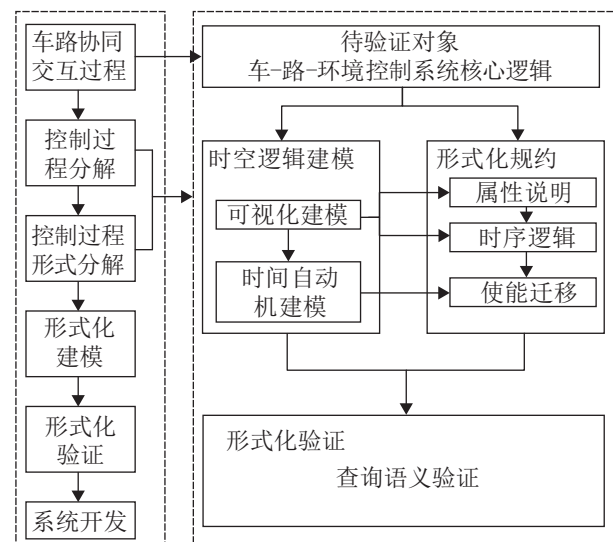 车路协同
交互过程
控制过
程分解
控制过程
形式分解
形式化
建模
形式化
验证
系统开发
待验证对象
车-路-环境控制系统核心逻辑
时空逻辑建模
可视化建模
时间自动
机建模
形式化规约
属性说明
时序逻辑
使能迁移
形式化验证
查询语义验证